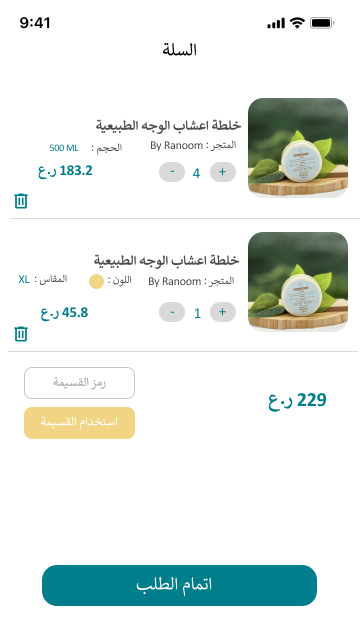 9:41
السلة
خلطة اعشاب الوجه الطبيعية
المتجر : By Ranoom
الحجم : 500 ML
+ 4 -
183.2 ر.ع
خلطة اعشاب الوجه الطبيعية
المتجر : By Ranoom
اللون :
المقاس : XL
+ 1 -
45.8 ر.ع
رمز القسيمة
229 ر.ع
استخدام القسيمة
اتمام الطلب